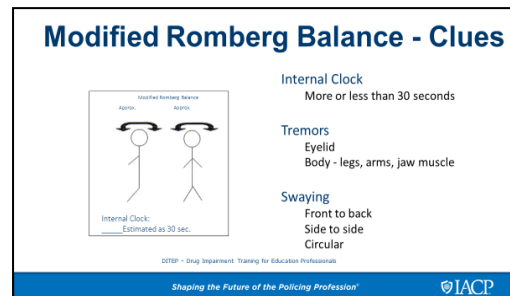 Modified Romberg Balance - Clues
Modified Romberg Balance
Approx. Approx.
Internal Clock:
_____Estimated as 30 sec.
Internal Clock
More or less than 30 seconds
Tremors
Eyelid
Body - legs, arms, jaw muscle
Swaying
Front to back
Side to side
Circular
DITEP – Drug Impairment Training for Education Professionals
Shaping the Future of the Policing Profession®
IACP